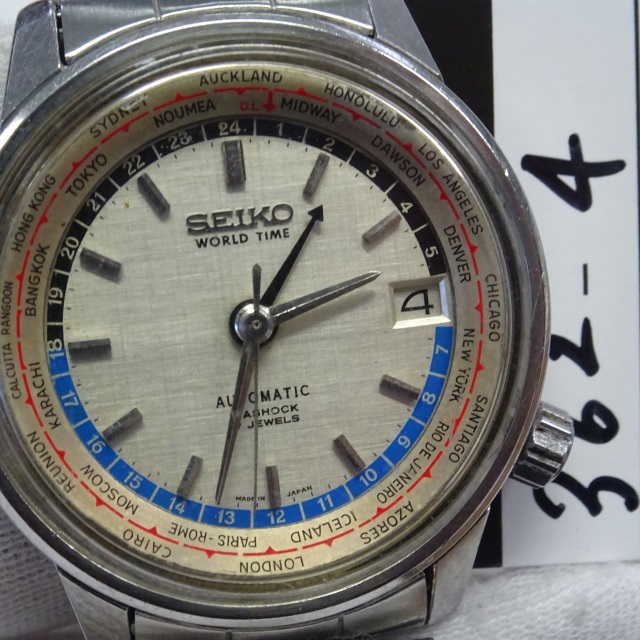 AUCKLAND
HONOLULU
LOS ANGELES
CHICAGO
SANTIAGO
AZORES
LONDON
CAIRO
REUNION
CALCUTTA RANGOON
HONG KONG
SYDNEY
NOUMEA
D.L.
MIDWAY
DAWSON
DENVER
NEW YORK
RIO DE JANEIRO
ICELAND
PARIS-ROME
MOSCOW
KARACHI
BANGKOK
TOKYO
24 1 2 3 4 5 7 8 9 10 11 12 13 14 15 16 17 18 19 20 21 22 23
SEIKO
WORLD TIME
4
AUTOMATIC
JEWELS
MADE IN JAPAN
362-4